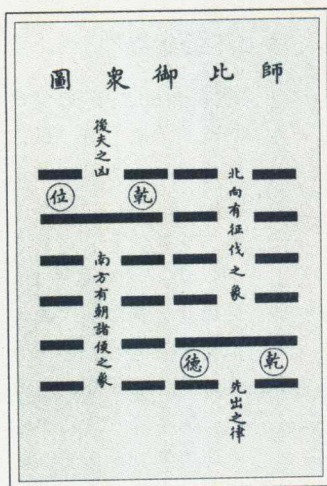 師比御衆圖
北向有征伐之象
先出之律
乾德
後夫之凶
乾位
南方有朝諸侯之象